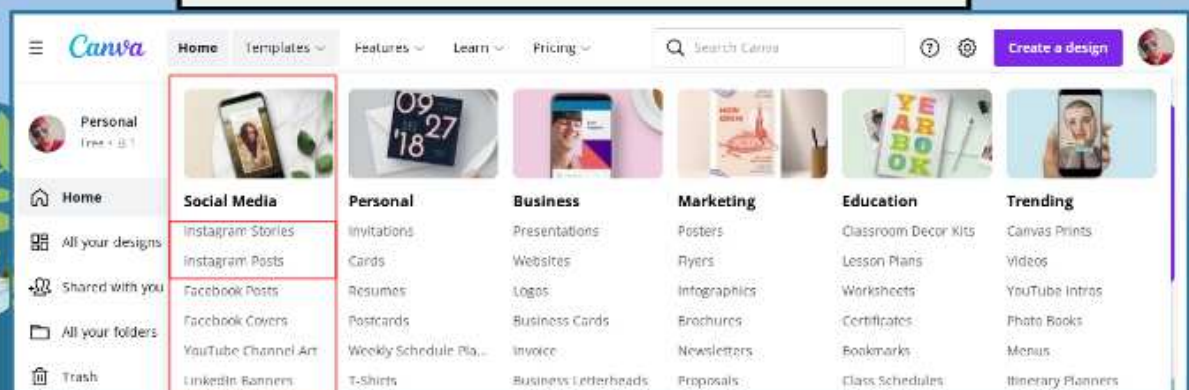 Canva Home Templates Features Learn Pricing Search Canva Create a design
Personal
Home
All your designs
Shared with you
All your folders
Trash
Social Media
Instagram Stories
Instagram Posts
Facebook Posts
Facebook Covers
YouTube Channel Art
LinkedIn Banners
09
27
'18
Personal
Invitations
Cards
Resumes
Postcards
Weekly Schedule Pla...
T-Shirts
Business
Presentations
Websites
Logos
Business Cards
Invoice
Business Letterheads
Marketing
Posters
Flyers
Infographics
Brochures
Newsletters
Proposals
YE
AR
BO
OK
Education
Classroom Decor Kits
Lesson Plans
Worksheets
Certificates
Bookmarks
Class Schedules
Trending
Canvas Prints
Videos
YouTube Intros
Photo Books
Menus
Itinerary Planners